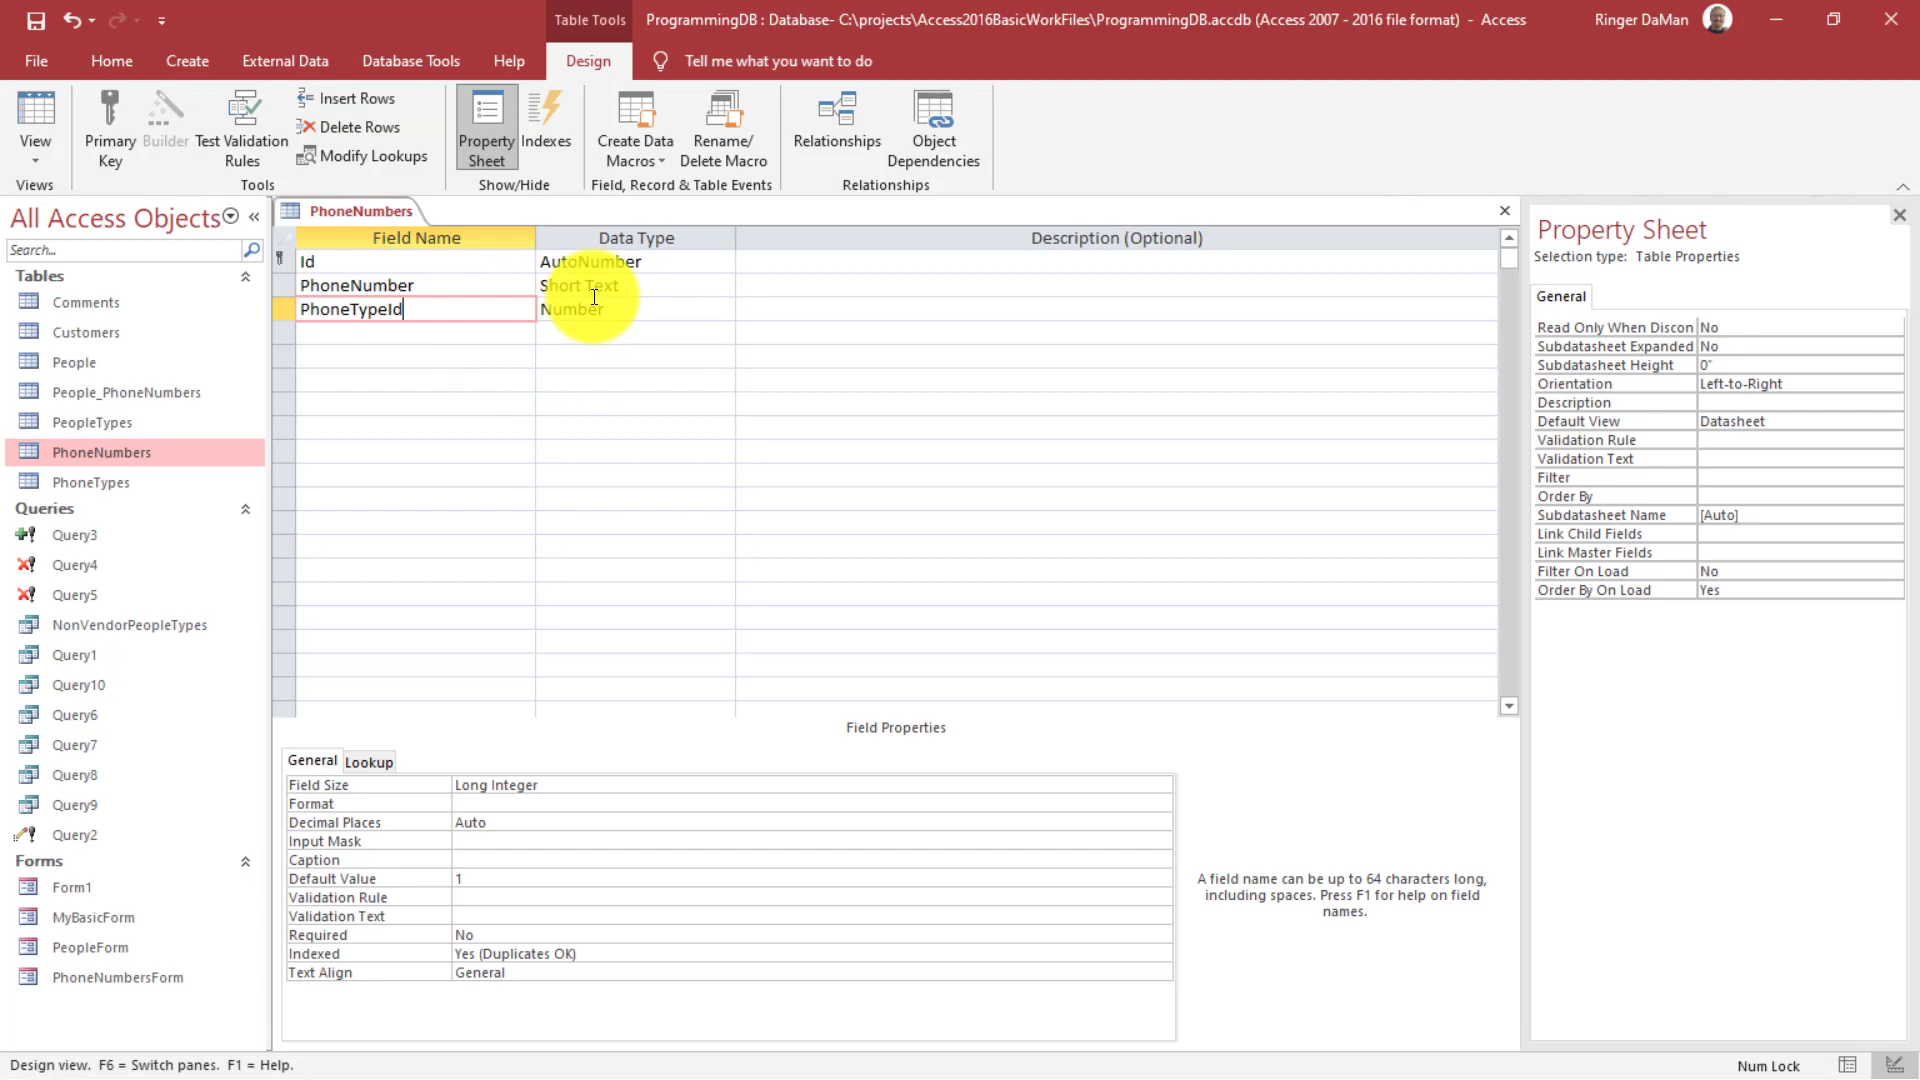 Table Tools
ProgrammingDB : Database- C:\projects\Access2016BasicWorkFiles\ProgrammingDB.accdb (Access 2007 - 2016 file format) - Access
Ringer DaMan
File
Home
Create
External Data
Database Tools
Help
Design
Tell me what you want to do
View
Primary Key
Builder
Test Validation Rules
Insert Rows
Delete Rows
Modify Lookups
Property Sheet
Indexes
Create Data Macros
Rename/ Delete Macro
Relationships
Object Dependencies
Views
Tools
Show/Hide
Field, Record & Table Events
Relationships
All Access Objects
Search...
Tables
Comments
Customers
People
People_PhoneNumbers
PeopleTypes
PhoneNumbers
PhoneTypes
Queries
Query3
Query4
Query5
NonVendorPeopleTypes
Query1
Query10
Query6
Query7
Query8
Query9
Query2
Forms
Form1
MyBasicForm
PeopleForm
PhoneNumbersForm
PhoneNumbers
Field Name Data Type Description (Optional)
Id AutoNumber
PhoneNumber Short Text
PhoneTypeId Number
Field Properties
General Lookup
Field Size Long Integer
Format
Decimal Places Auto
Input Mask
Caption
Default Value 1
Validation Rule
Validation Text
Required No
Indexed Yes (Duplicates OK)
Text Align General
A field name can be up to 64 characters long,
including spaces. Press F1 for help on field
names.
Property Sheet
Selection type: Table Properties
General
Read Only When Discon No
Subdatasheet Expanded No
Subdatasheet Height 0"
Orientation Left-to-Right
Description
Default View Datasheet
Validation Rule
Validation Text
Filter
Order By
Subdatasheet Name [Auto]
Link Child Fields
Link Master Fields
Filter On Load No
Order By On Load Yes
Design view. F6 = Switch panes. F1 = Help.
Num Lock